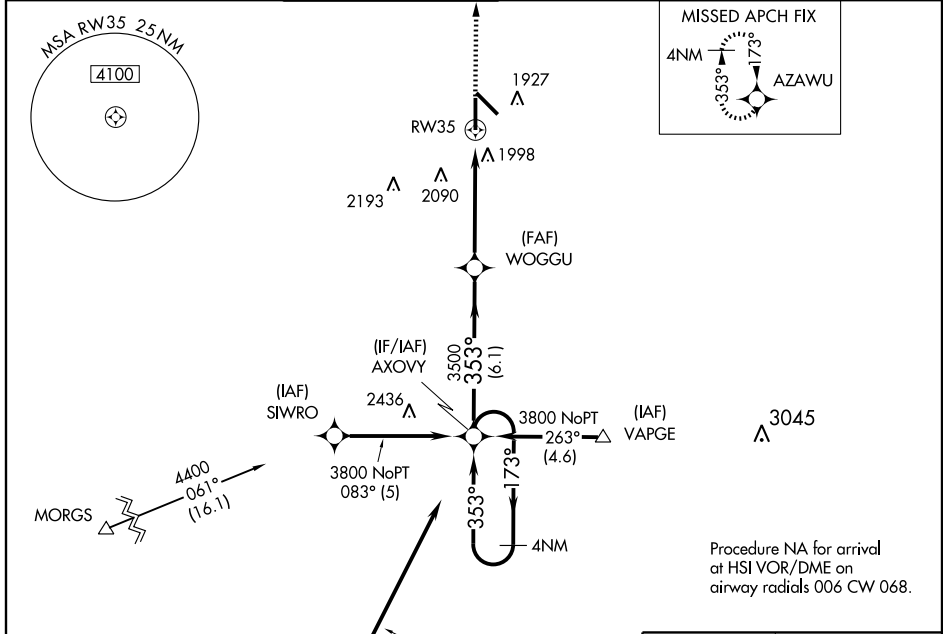 MSA RW35 25 NM
4100
MISSED APCH FIX
4NM
353°
173°
AZAWU
1927
RW35
1998
2193
2090
(FAF)
WOGGU
3500
353°
(6.1)
(IF/IAF)
AXOVY
(IAF)
SIWRO
2436
3800 NoPT
083° (5)
3800 NoPT
263°
(4.6)
(IAF)
VAPGE
3045
173°
353°
4NM
4400
061°
(16.1)
MORGS
Procedure NA for arrival
at HSI VOR/DME on
airway radials 006 CW 068.